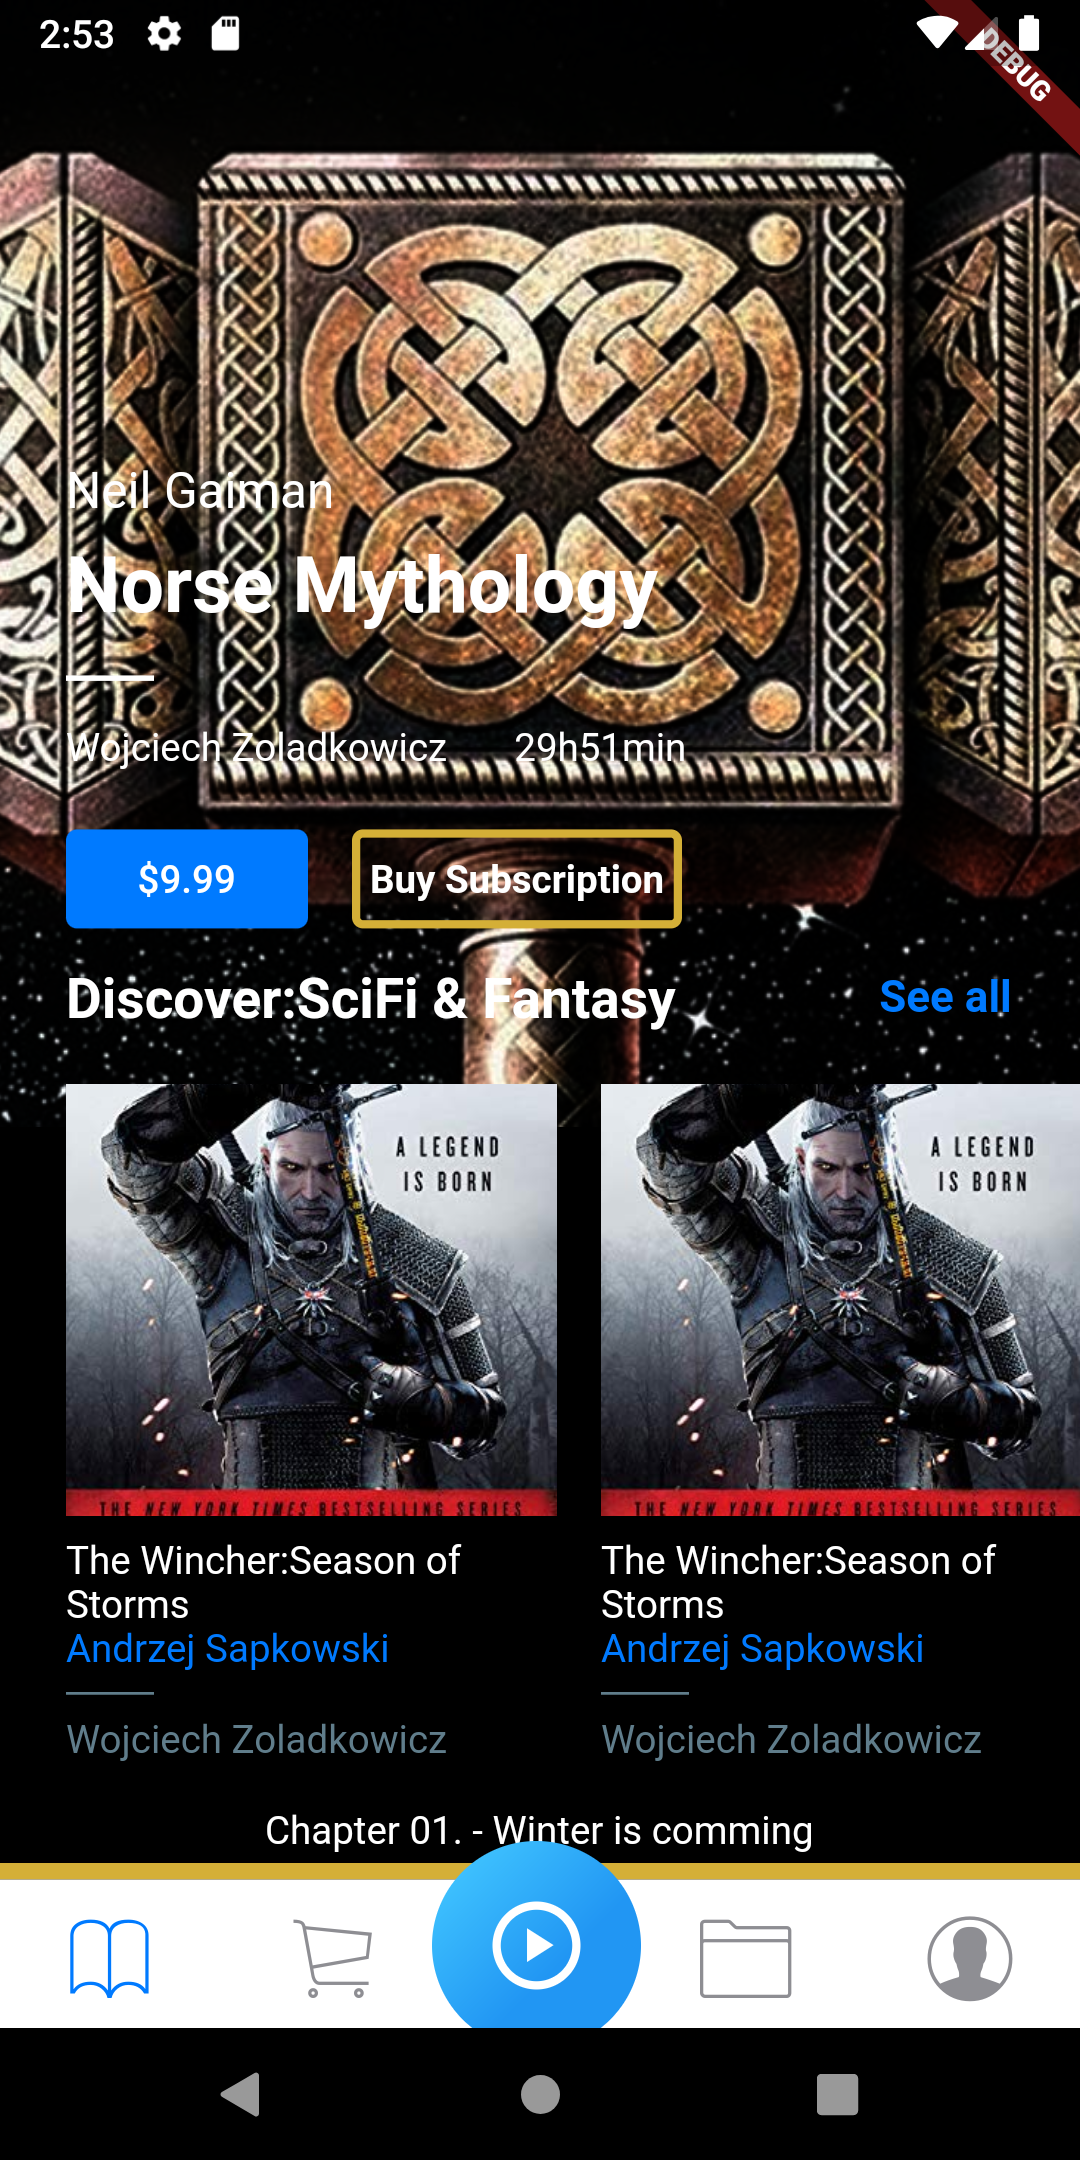 2:53
DEBUG
Neil Gaiman
Norse Mythology
Wojciech Zoladkowicz 29h51min
$9.99 Buy Subscription
Discover:SciFi & Fantasy See all
A LEGEND
IS BORN
THE NEW YORK TIMES BESTSELLING SERIES
A LEGEND
IS BORN
THE NEW YORK TIMES BESTSELLING SERIES
The Wincher:Season of
Storms
Andrzej Sapkowski
Wojciech Zoladkowicz
The Wincher:Season of
Storms
Andrzej Sapkowski
Wojciech Zoladkowicz
Chapter 01. - Winter is comming